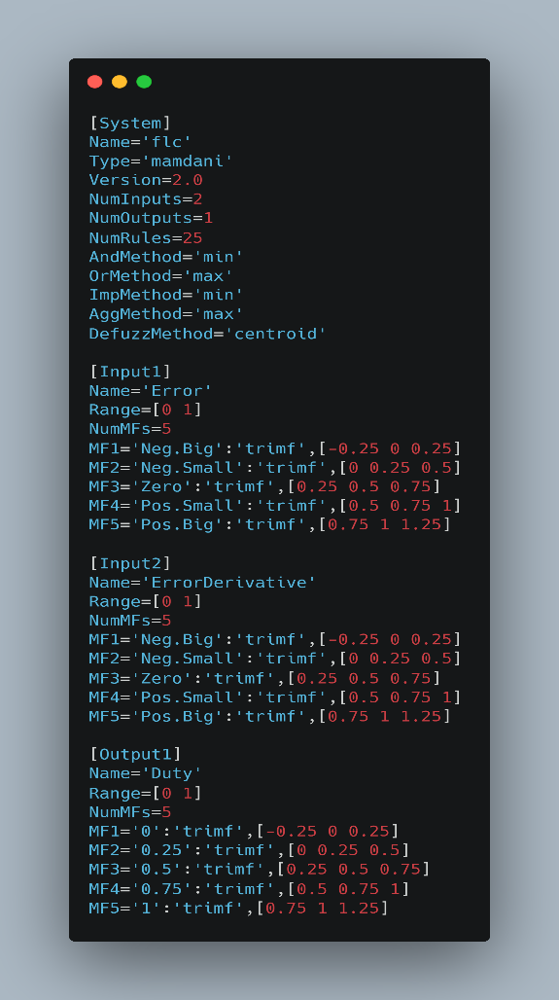 [System]
Name='flc'
Type='mamdani'
Version=2.0
NumInputs=2
NumOutputs=1
NumRules=25
AndMethod='min'
OrMethod='max'
ImpMethod='min'
AggMethod='max'
DefuzzMethod='centroid'

[Input1]
Name='Error'
Range=[0 1]
NumMFs=5
MF1='Neg.Big':'trimf',[-0.25 0 0.25]
MF2='Neg.Small':'trimf',[0 0.25 0.5]
MF3='Zero':'trimf',[0.25 0.5 0.75]
MF4='Pos.Small':'trimf',[0.5 0.75 1]
MF5='Pos.Big':'trimf',[0.75 1 1.25]

[Input2]
Name='ErrorDerivative'
Range=[0 1]
NumMFs=5
MF1='Neg.Big':'trimf',[-0.25 0 0.25]
MF2='Neg.Small':'trimf',[0 0.25 0.5]
MF3='Zero':'trimf',[0.25 0.5 0.75]
MF4='Pos.Small':'trimf',[0.5 0.75 1]
MF5='Pos.Big':'trimf',[0.75 1 1.25]

[Output1]
Name='Duty'
Range=[0 1]
NumMFs=5
MF1='0':'trimf',[-0.25 0 0.25]
MF2='0.25':'trimf',[0 0.25 0.5]
MF3='0.5':'trimf',[0.25 0.5 0.75]
MF4='0.75':'trimf',[0.5 0.75 1]
MF5='1':'trimf',[0.75 1 1.25]